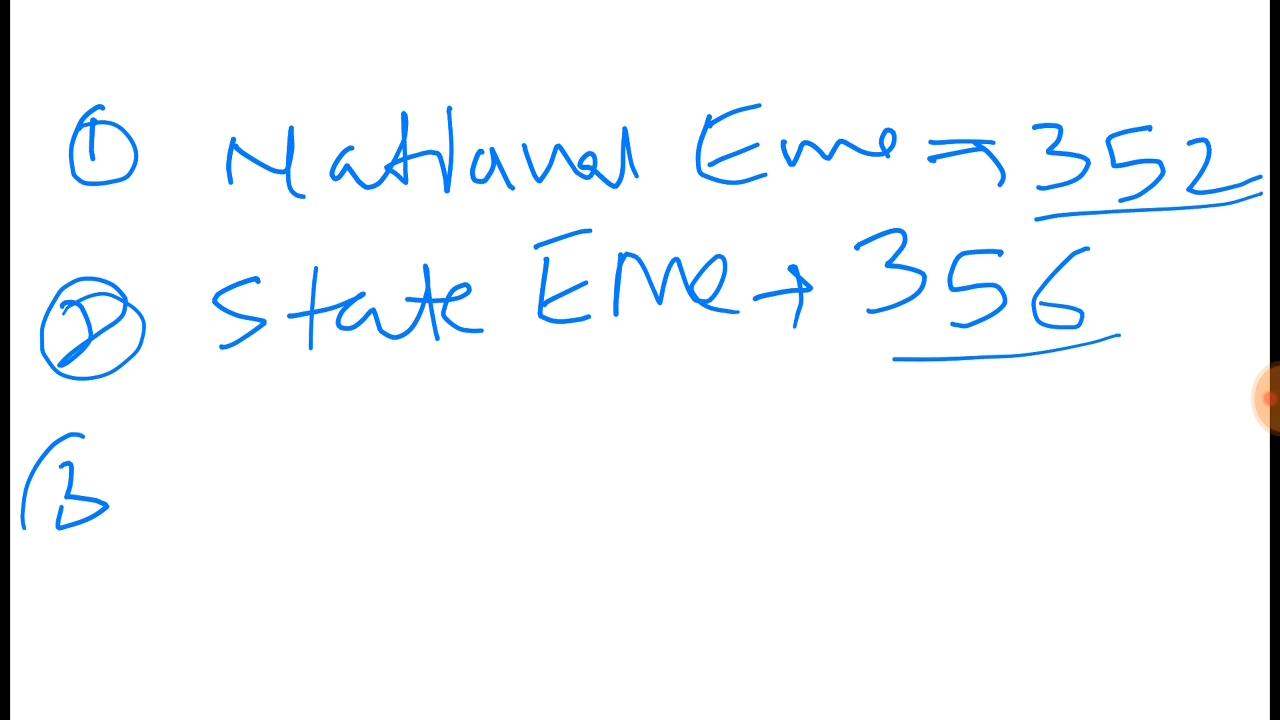 ① National Eme → 352
② State Eme → 356
(3